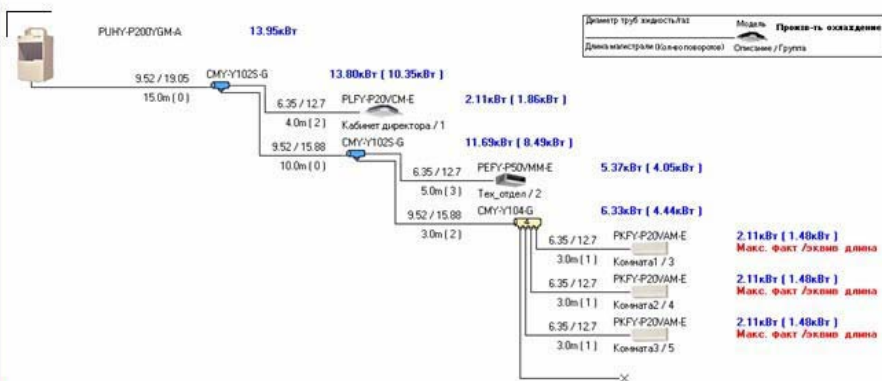 PUHY-P200YGM-A 13.95кВт
Диаметр труб жидкость/газ Модель Произв-ть охлаждение
Длина магистрали (Кол-во поворотов) Описание / Группа
9.52 / 19.05 CMY-Y102S-G 13.80кВт ( 10.35кВт )
15.0m ( 0 )
6.35 / 12.7 PLFY-P20VCM-E 2.11кВт ( 1.86кВт )
4.0m ( 2 ) Кабинет директора / 1
9.52 / 15.88 CMY-Y102S-G 11.69кВт ( 8.49кВт )
10.0m ( 0 )
6.35 / 12.7 PEFY-P50VMM-E 5.37кВт ( 4.05кВт )
5.0m ( 3 ) Тех_отдел / 2
9.52 / 15.88 CMY-Y104-G 6.33кВт ( 4.44кВт )
3.0m ( 2 ) 4
6.35 / 12.7 PKFY-P20VAM-E 2.11кВт ( 1.48кВт )
Макс. факт /эквив длина
3.0m ( 1 ) Комната1 / 3
6.35 / 12.7 PKFY-P20VAM-E 2.11кВт ( 1.48кВт )
Макс. факт /эквив длина
3.0m ( 1 ) Комната2 / 4
6.35 / 12.7 PKFY-P20VAM-E 2.11кВт ( 1.48кВт )
Макс. факт /эквив длина
3.0m ( 1 ) Комната3 / 5